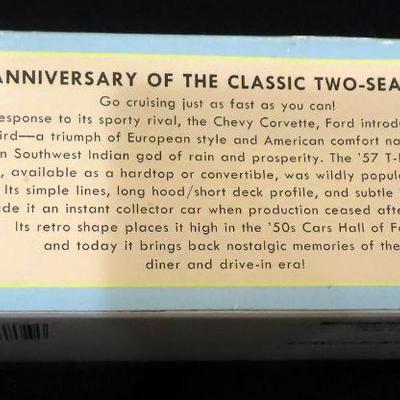 ANNIVERSARY OF THE CLASSIC TWO-SEA
Go cruising just as fast as you can!
esponse to its sporty rival, the Chevy Corvette, Ford introdu
ird—a triumph of European style and American comfort na
n Southwest Indian god of rain and prosperity. The '57 T-
, available as a hardtop or convertible, was wildly popul
Its simple lines, long hood/short deck profile, and subtle
de it an instant collector car when production ceased afte
Its retro shape places it high in the '50s Cars Hall of Fa
and today it brings back nostalgic memories of the
diner and drive-in era!